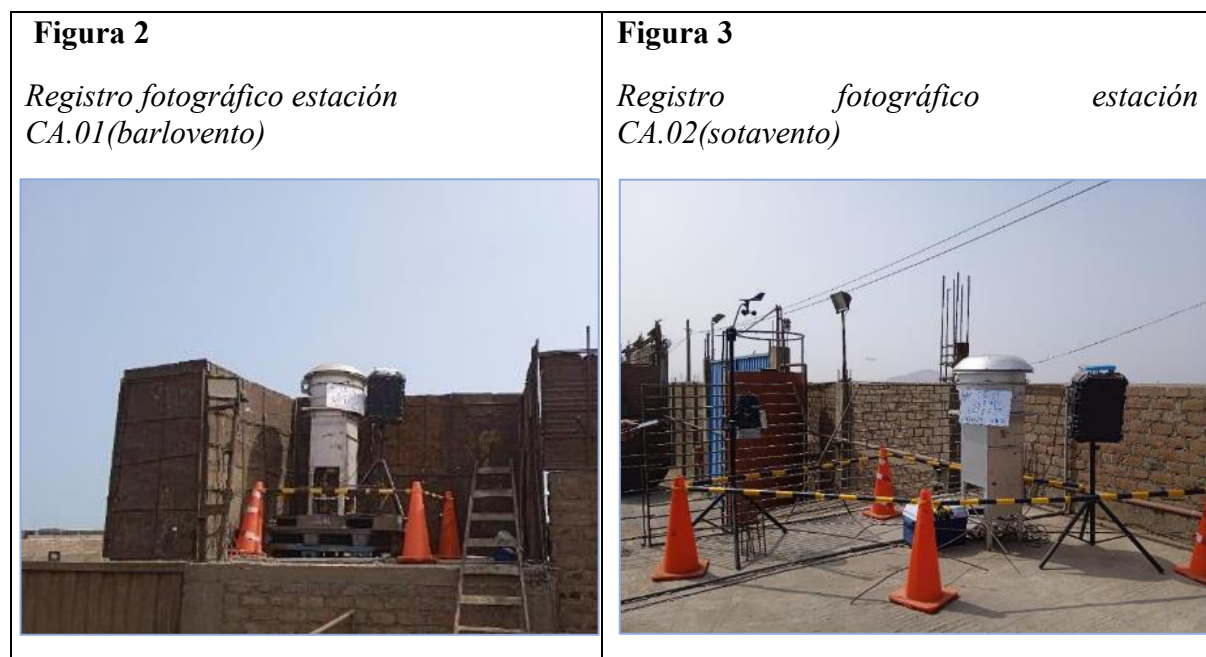 Figura 2
Registro fotográfico estación
CA.01(barlovento)
Figura 3
Registro fotográfico estación
CA.02(sotavento)